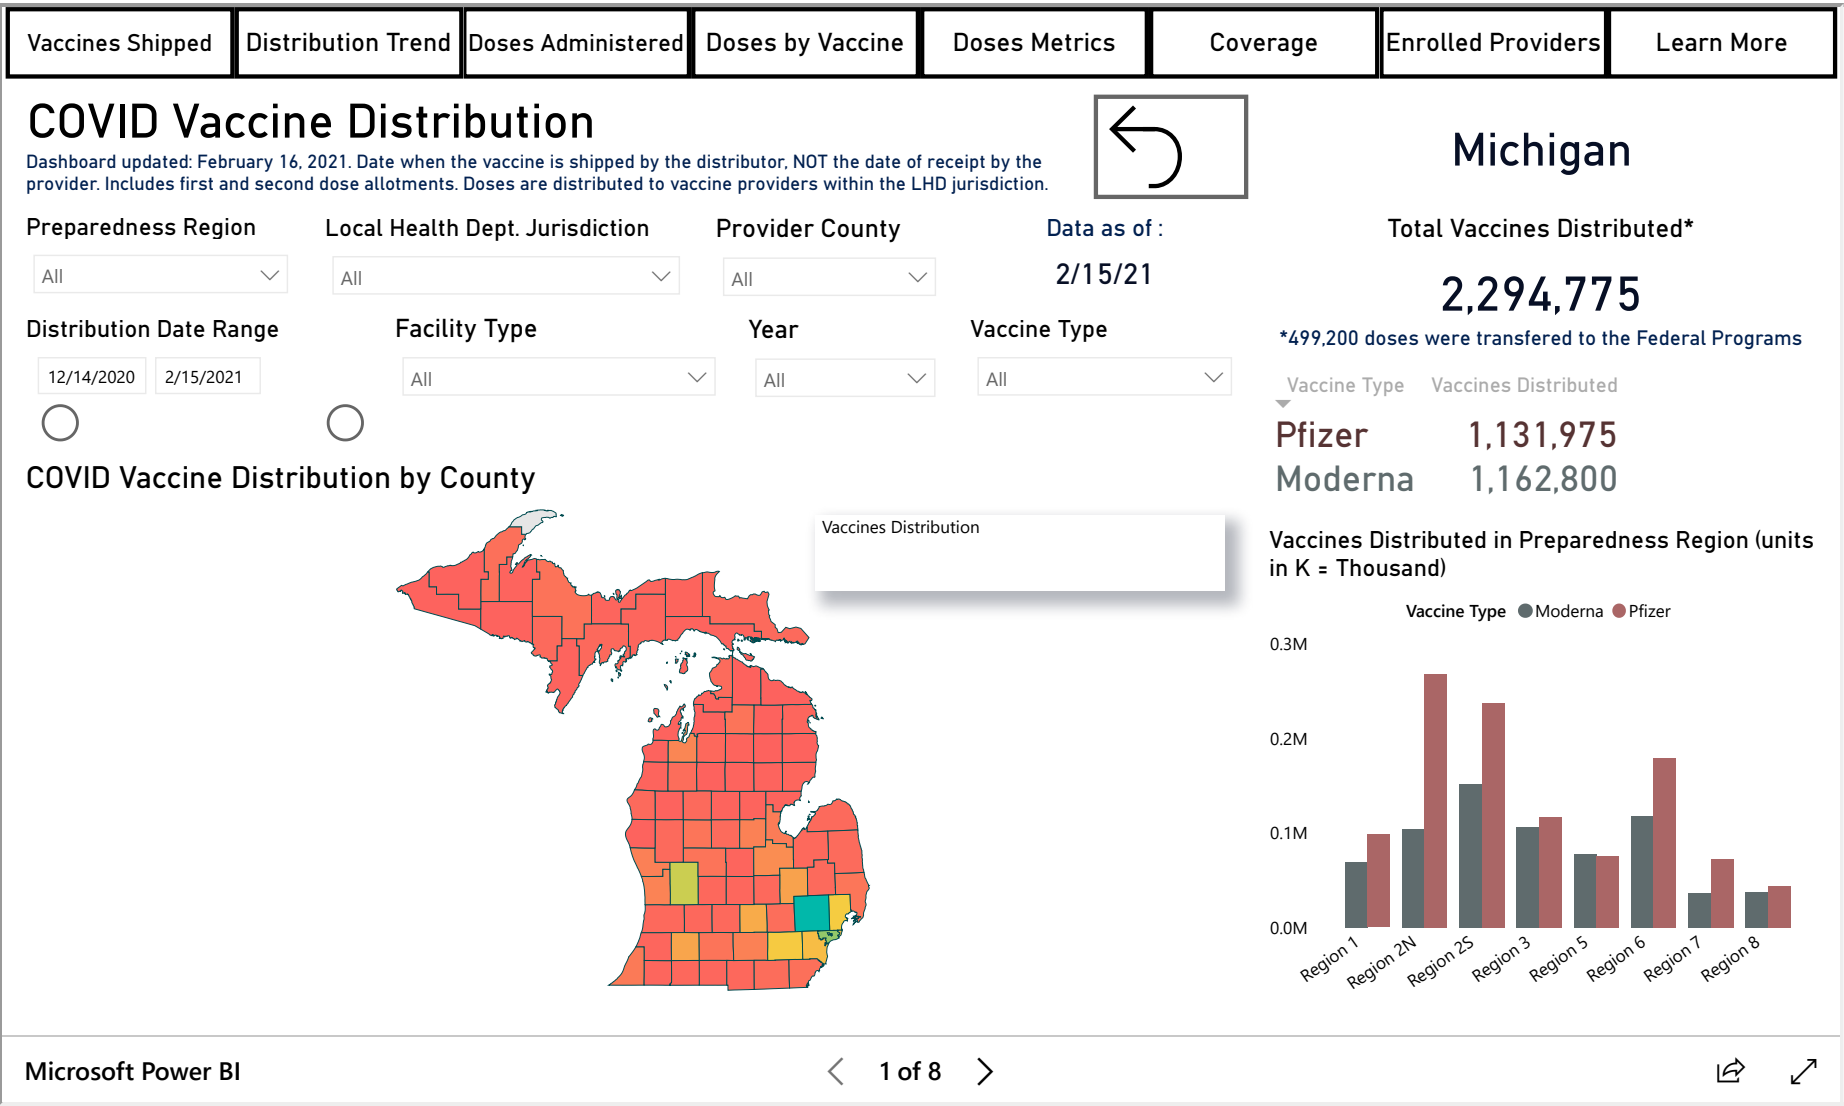 Vaccines Shipped
Distribution Trend
Doses Administered
Doses by Vaccine
Doses Metrics
Coverage
Enrolled Providers
Learn More
COVID Vaccine Distribution
Dashboard updated: February 16, 2021. Date when the vaccine is shipped by the distributor, NOT the date of receipt by the
provider. Includes first and second dose allotments. Doses are distributed to vaccine providers within the LHD jurisdiction.
Michigan
Preparedness Region
All
Local Health Dept. Jurisdiction
All
Provider County
All
Data as of :
2/15/21
Total Vaccines Distributed*
2,294,775
*499,200 doses were transfered to the Federal Programs
Distribution Date Range
12/14/2020
2/15/2021
Facility Type
All
Year
All
Vaccine Type
All
Vaccine Type Vaccines Distributed
Pfizer 1,131,975
Moderna 1,162,800
COVID Vaccine Distribution by County
Vaccines Distribution
Vaccines Distributed in Preparedness Region (units
in K = Thousand)
Vaccine Type Moderna Pfizer
0.3M
0.2M
0.1M
0.0M
Region 1
Region 2N
Region 2S
Region 3
Region 5
Region 6
Region 7
Region 8
Microsoft Power BI
1 of 8